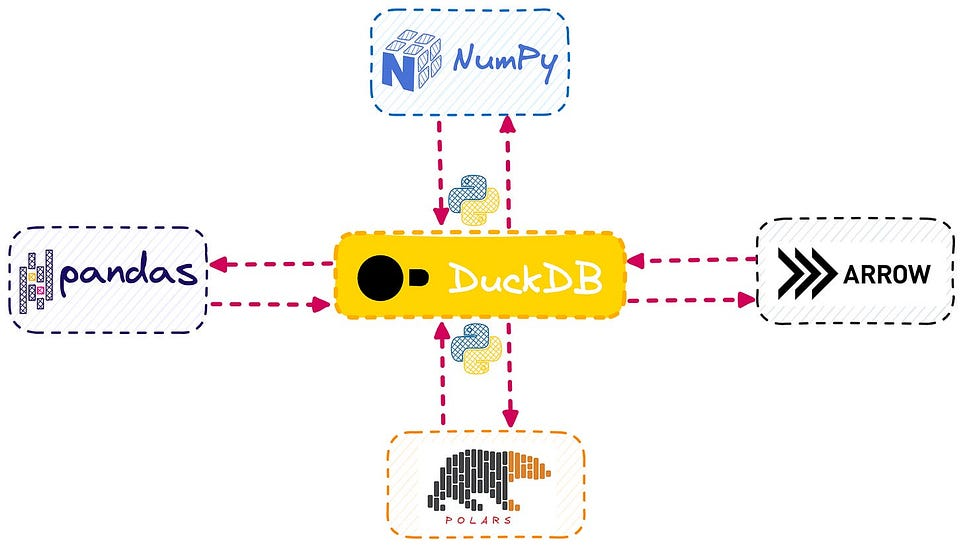 NumPy
pandas
DuckDB
ARROW
POLARS